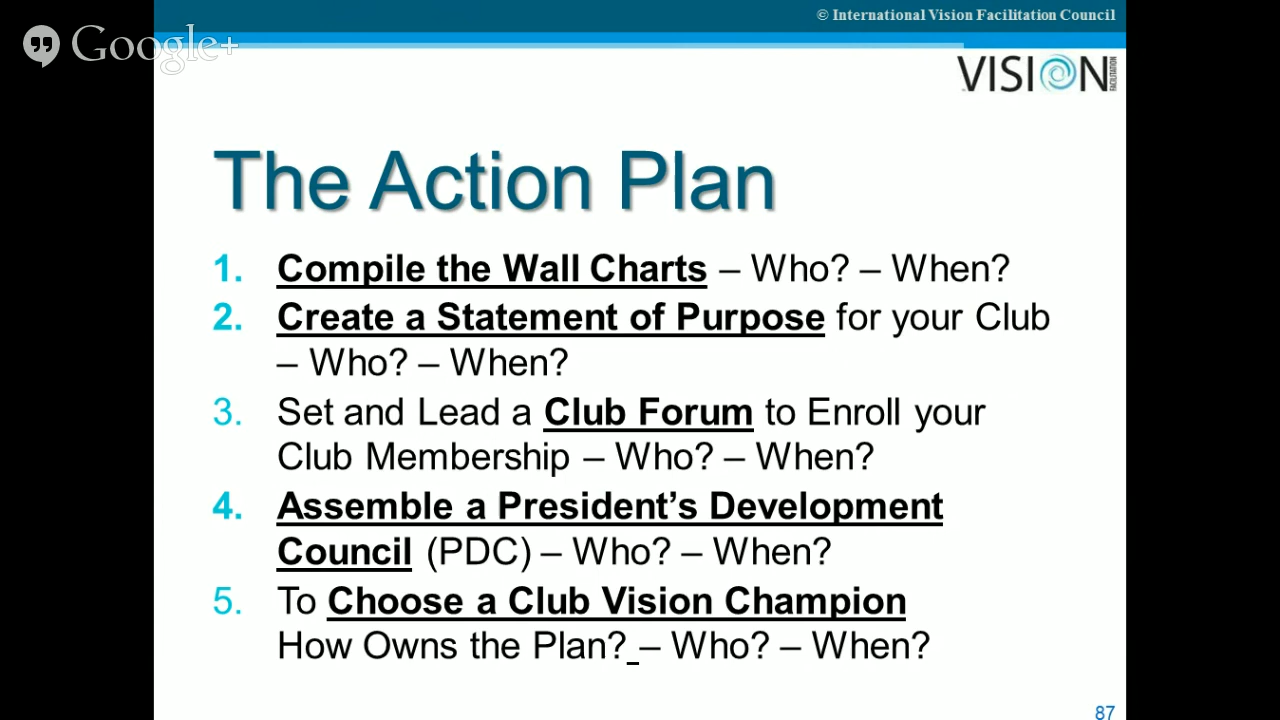 © International Vision Facilitation Council
Google+
VISION
FACILITATION
The Action Plan
1. Compile the Wall Charts – Who? – When?
2. Create a Statement of Purpose for your Club
– Who? – When?
3. Set and Lead a Club Forum to Enroll your
Club Membership – Who? – When?
4. Assemble a President’s Development
Council (PDC) – Who? – When?
5. To Choose a Club Vision Champion
How Owns the Plan? – Who? – When?
87